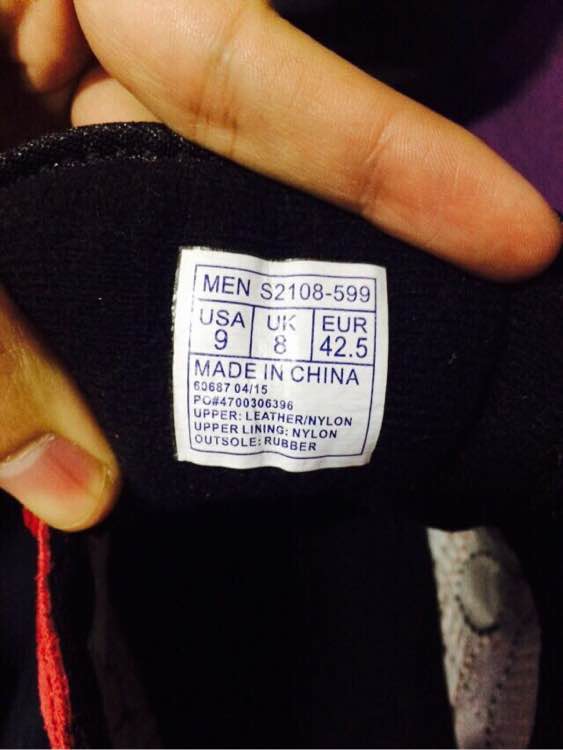 MEN S2108-599
USA UK EUR
9 8 42.5
MADE IN CHINA
60687 04/15
PO#4700306396
UPPER: LEATHER/NYLON
UPPER LINING: NYLON
OUTSOLE: RUBBER